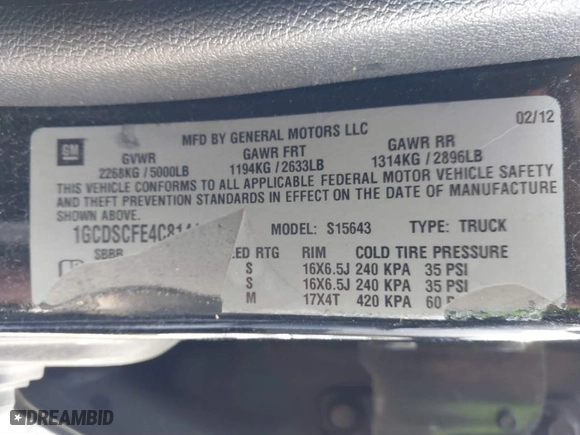 02/12
GM
MFD BY GENERAL MOTORS LLC
GVWR GAWR FRT GAWR RR
2268KG / 5000LB 1194KG / 2633LB 1314KG / 2896LB
THIS VEHICLE CONFORMS TO ALL APPLICABLE FEDERAL MOTOR VEHICLE SAFETY
AND THEFT PREVENTION STANDARDS IN EFFECT ON THE DATE OF MANUFACTURE
SHOWN ABOVE.
1GCDSCFE4C814 MODEL: S15643 TYPE: TRUCK
ED RTG RIM COLD TIRE PRESSURE
S 16X6.5J 240 KPA 35 PSI
S 16X6.5J 240 KPA 35 PSI
M 17X4T 420 KPA 60
DREAMBID